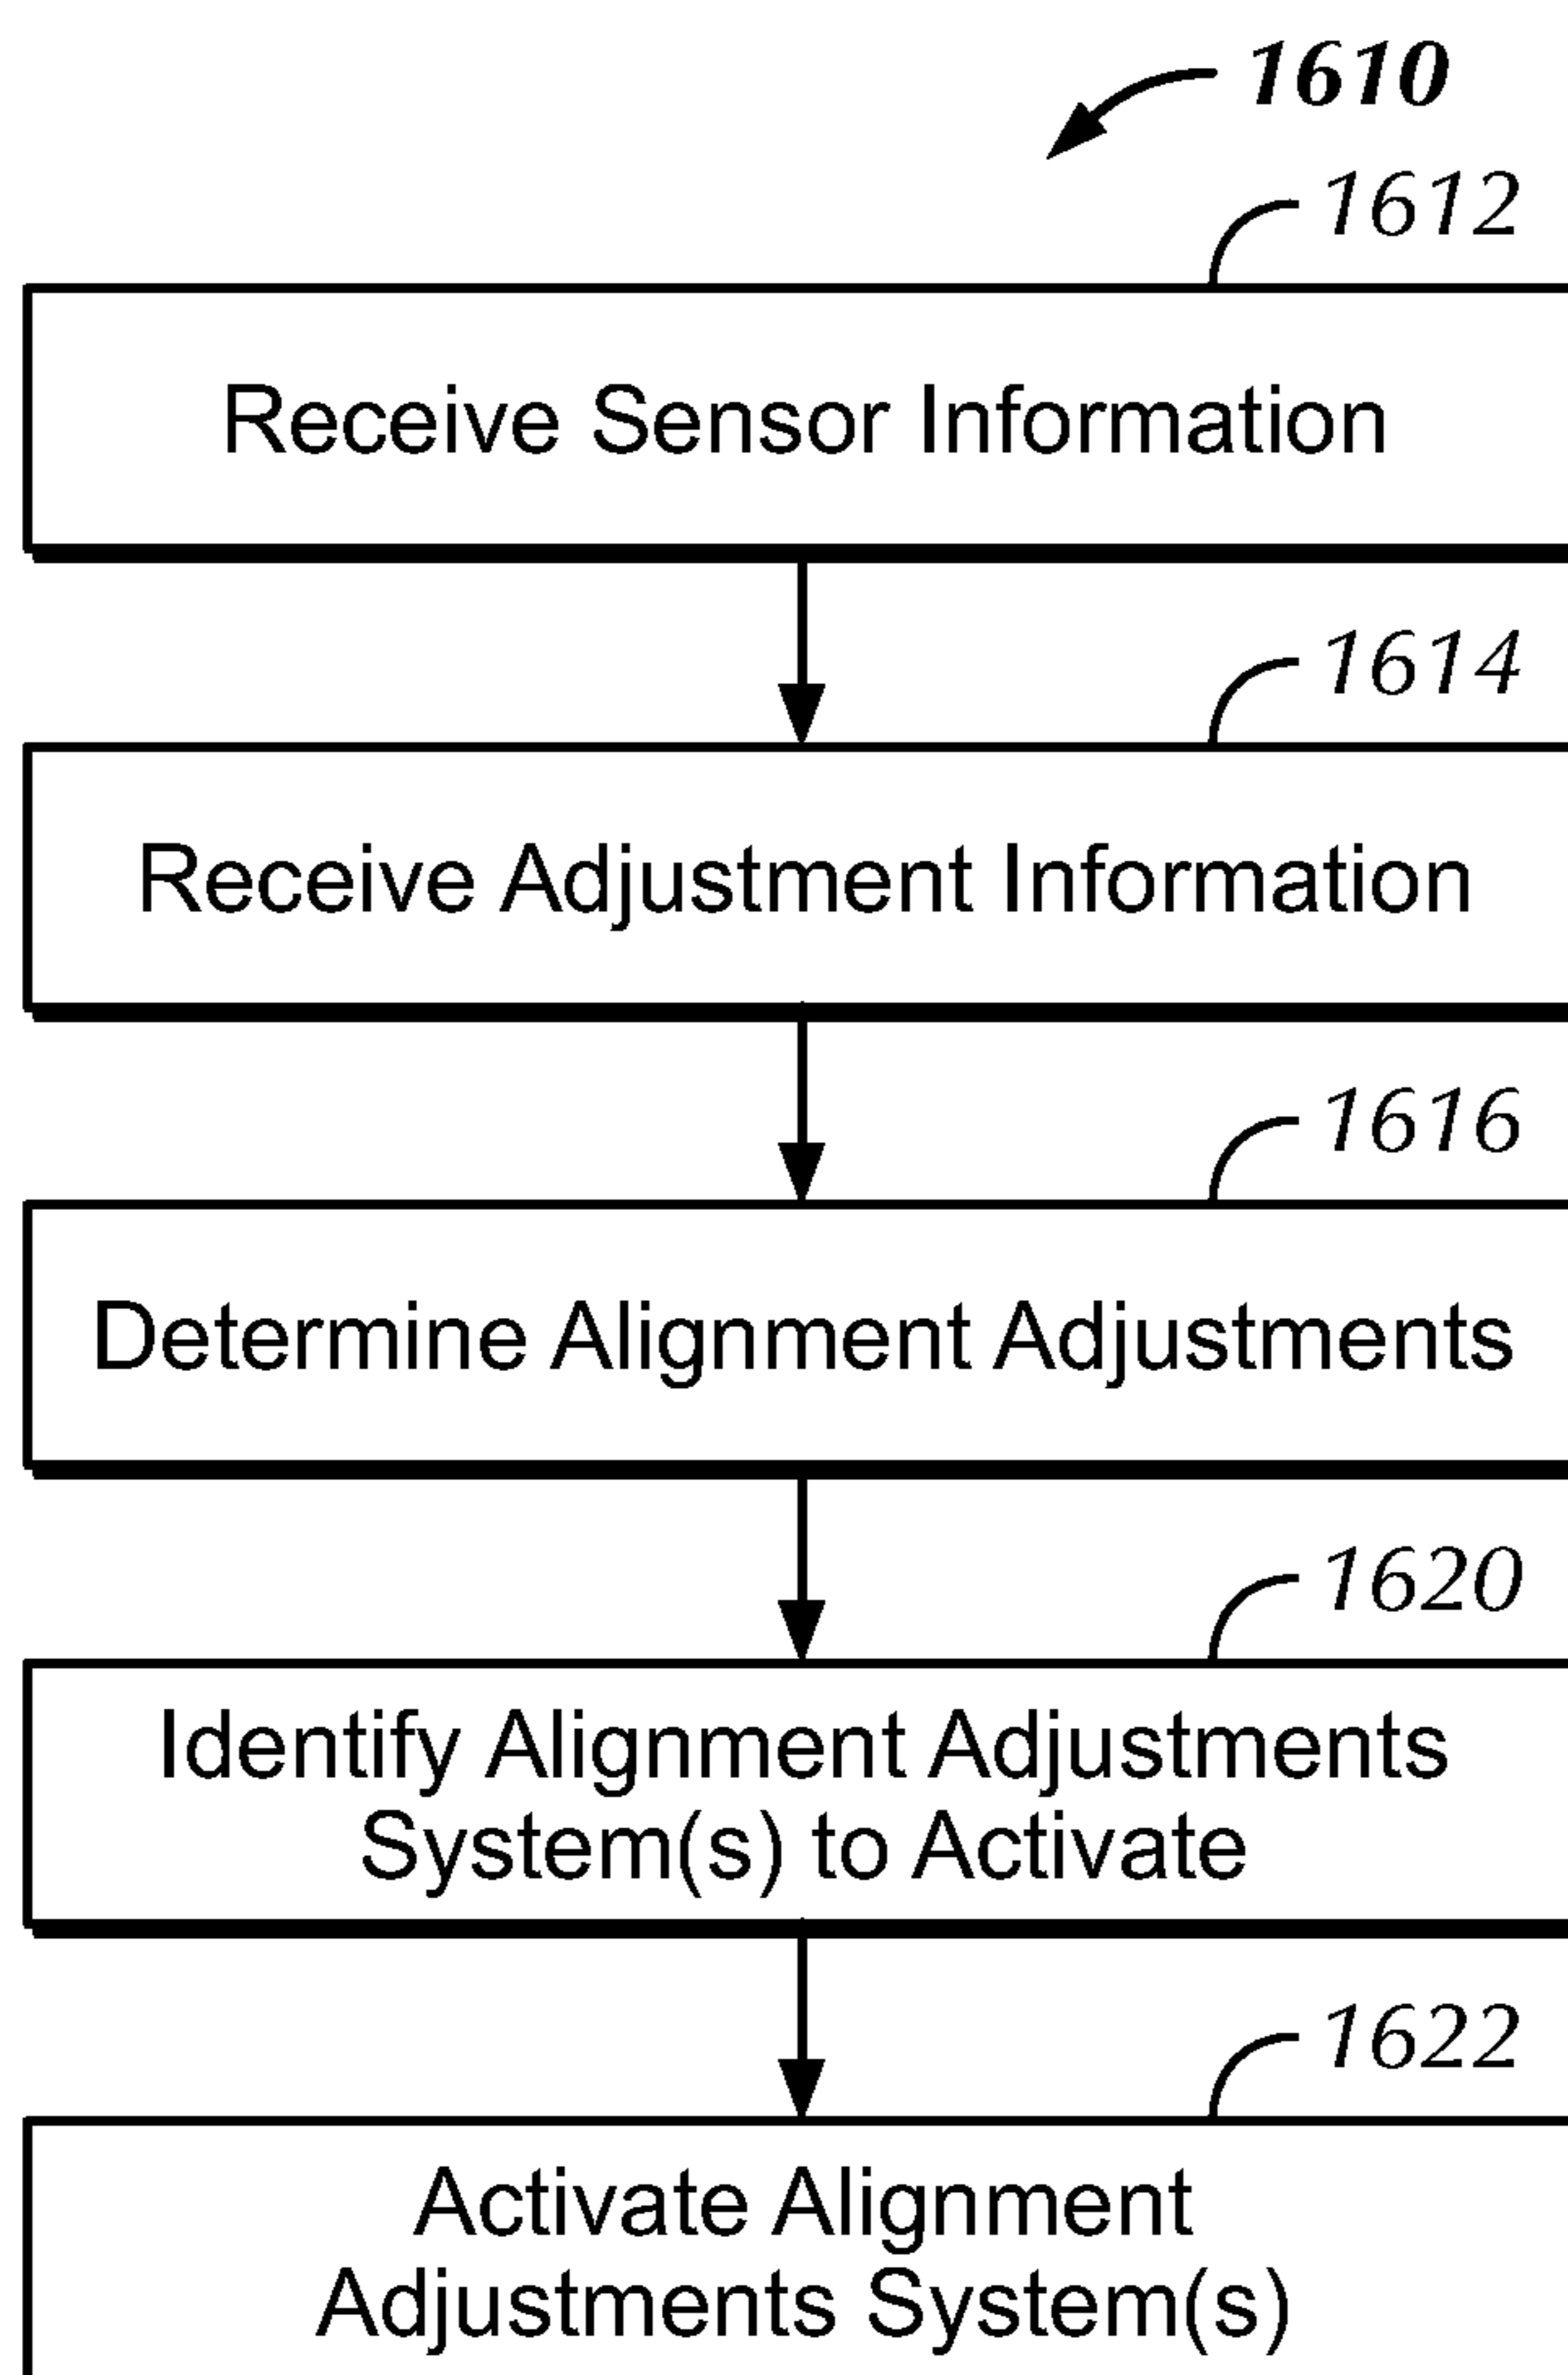 1610
1612
Receive Sensor Information
1614
Receive Adjustment Information
1616
Determine Alignment Adjustments
1620
Identify Alignment Adjustments
System(s) to Activate
1622
Activate Alignment
Adjustments System(s)